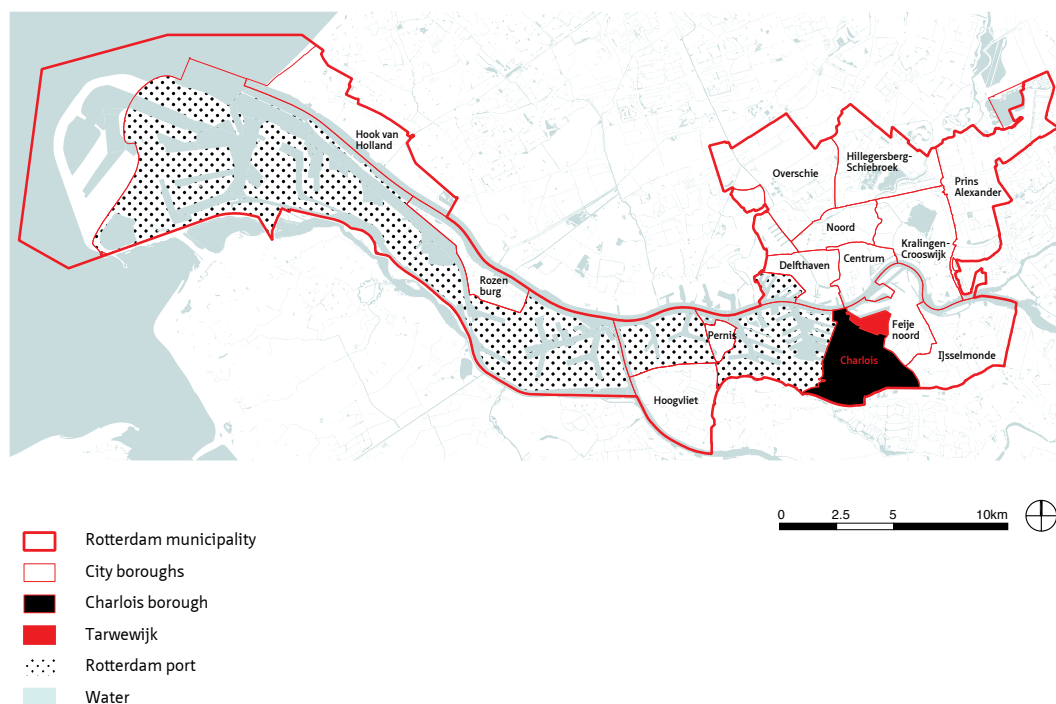 Hook van
Holland
Overschie
Hillegersberg-
Schiebroek
Prins
Alexander
Noord
Kralingen-
Crooswijk
Centrum
Delfthaven
Rozen
burg
Feije
noord
Pernis
IJsselmonde
Charlois
Hoogvliet
0 2.5 5 10km
Rotterdam municipality
City boroughs
Charlois borough
Tarwewijk
Rotterdam port
Water